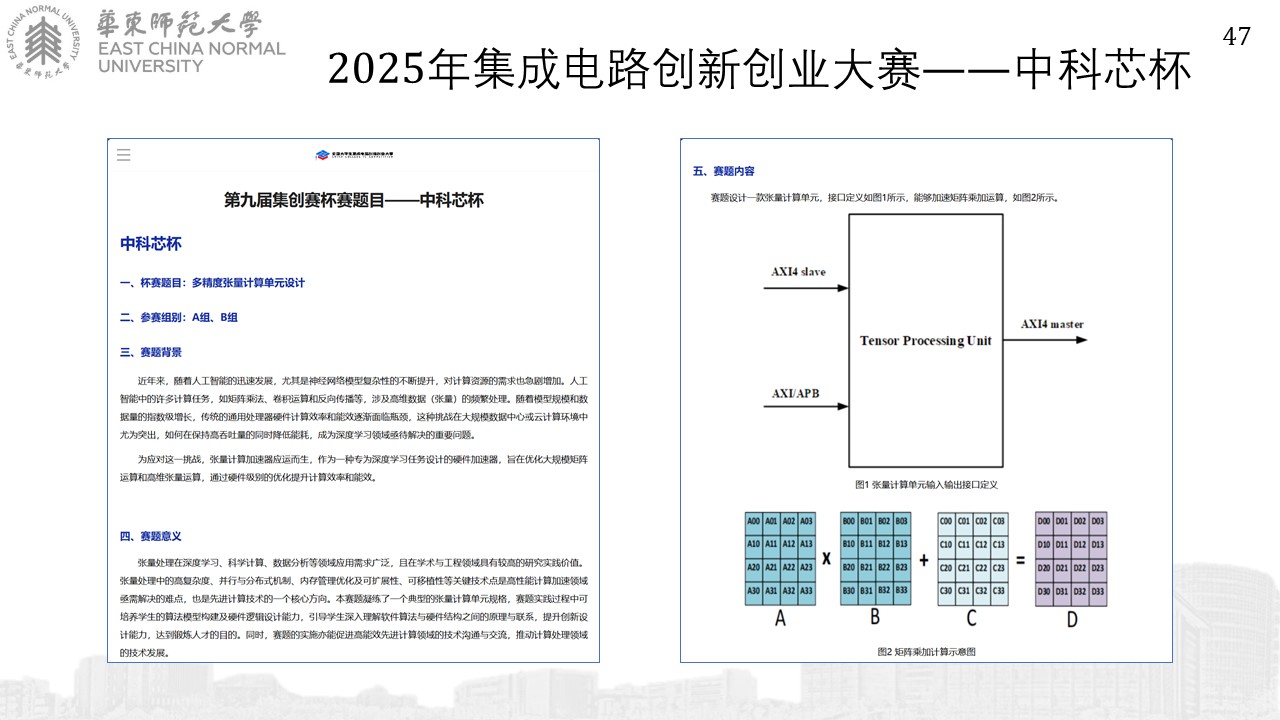 華東師範大學
EAST CHINA NORMAL
UNIVERSITY
EAST CHINA NORMAL UNIVERSITY
華東師範大學
47
2025年集成电路创新创业大赛——中科芯杯
第九届集创赛杯赛题目——中科芯杯
中科芯杯
一、杯赛题目：多精度张量计算单元设计
二、参赛组别：A组、B组
三、赛题背景
近年来，随着人工智能的迅速发展，尤其是神经网络模型复杂性的不断提升，对计算资源的需求也急剧增加。人工
智能中的许多计算任务，如矩阵乘法、卷积运算和反向传播等，涉及高维数据（张量）的频繁处理。随着模型规模和数
据量的指数级增长，传统的通用处理器硬件计算效率和能效逐渐面临瓶颈，这种挑战在大规模数据中心或云计算环境中
尤为突出，如何在保持高吞吐量的同时降低能耗，成为深度学习领域亟待解决的重要问题。
为应对这一挑战，张量计算加速器应运而生，作为一种专为深度学习任务设计的硬件加速器，旨在优化大规模矩阵
运算和高维张量运算，通过硬件级别的优化提升计算效率和能效。
四、赛题意义
张量处理在深度学习、科学计算、数据分析等领域应用需求广泛，且在学术与工程领域具有较高的研究实践价值。
张量处理中的高复杂度、并行与分布式机制、内存管理优化及可扩展性、可移植性等关键技术点是高性能计算加速领域
亟需解决的难点，也是先进计算技术的一个核心方向。本赛题凝练了一个典型的张量计算单元规格，赛题实践过程中可
培养学生的算法模型构建及硬件逻辑设计能力，引导学生深入理解软件算法与硬件结构之间的原理与联系，提升创新设
计能力，达到锻炼人才的目的。同时，赛题的实施亦能促进高能效先进计算领域的技术沟通与交流，推动计算处理领域
的技术发展。
五、赛题内容
赛题设计一款张量计算单元，接口定义如图1所示，能够加速矩阵乘加运算，如图2所示。
AXI4 slave
AXI4 master
Tensor Processing Unit
AXI/APB
图1 张量计算单元输入输出接口定义
A00 A01 A02 A03 B00 B01 B02 B03 C00 C01 C02 C03 D00 D01 D02 D03
A10 A11 A12 A13 B10 B11 B12 B13 C10 C11 C12 C13 D10 D11 D12 D13
x + =
A20 A21 A22 A23 B20 B21 B22 B23 C20 C21 C22 C23 D20 D21 D22 D23
A30 A31 A32 A33 B30 B31 B32 B33 C30 C31 C32 C33 D30 D31 D32 D33
A B C D
图2 矩阵乘加计算示意图